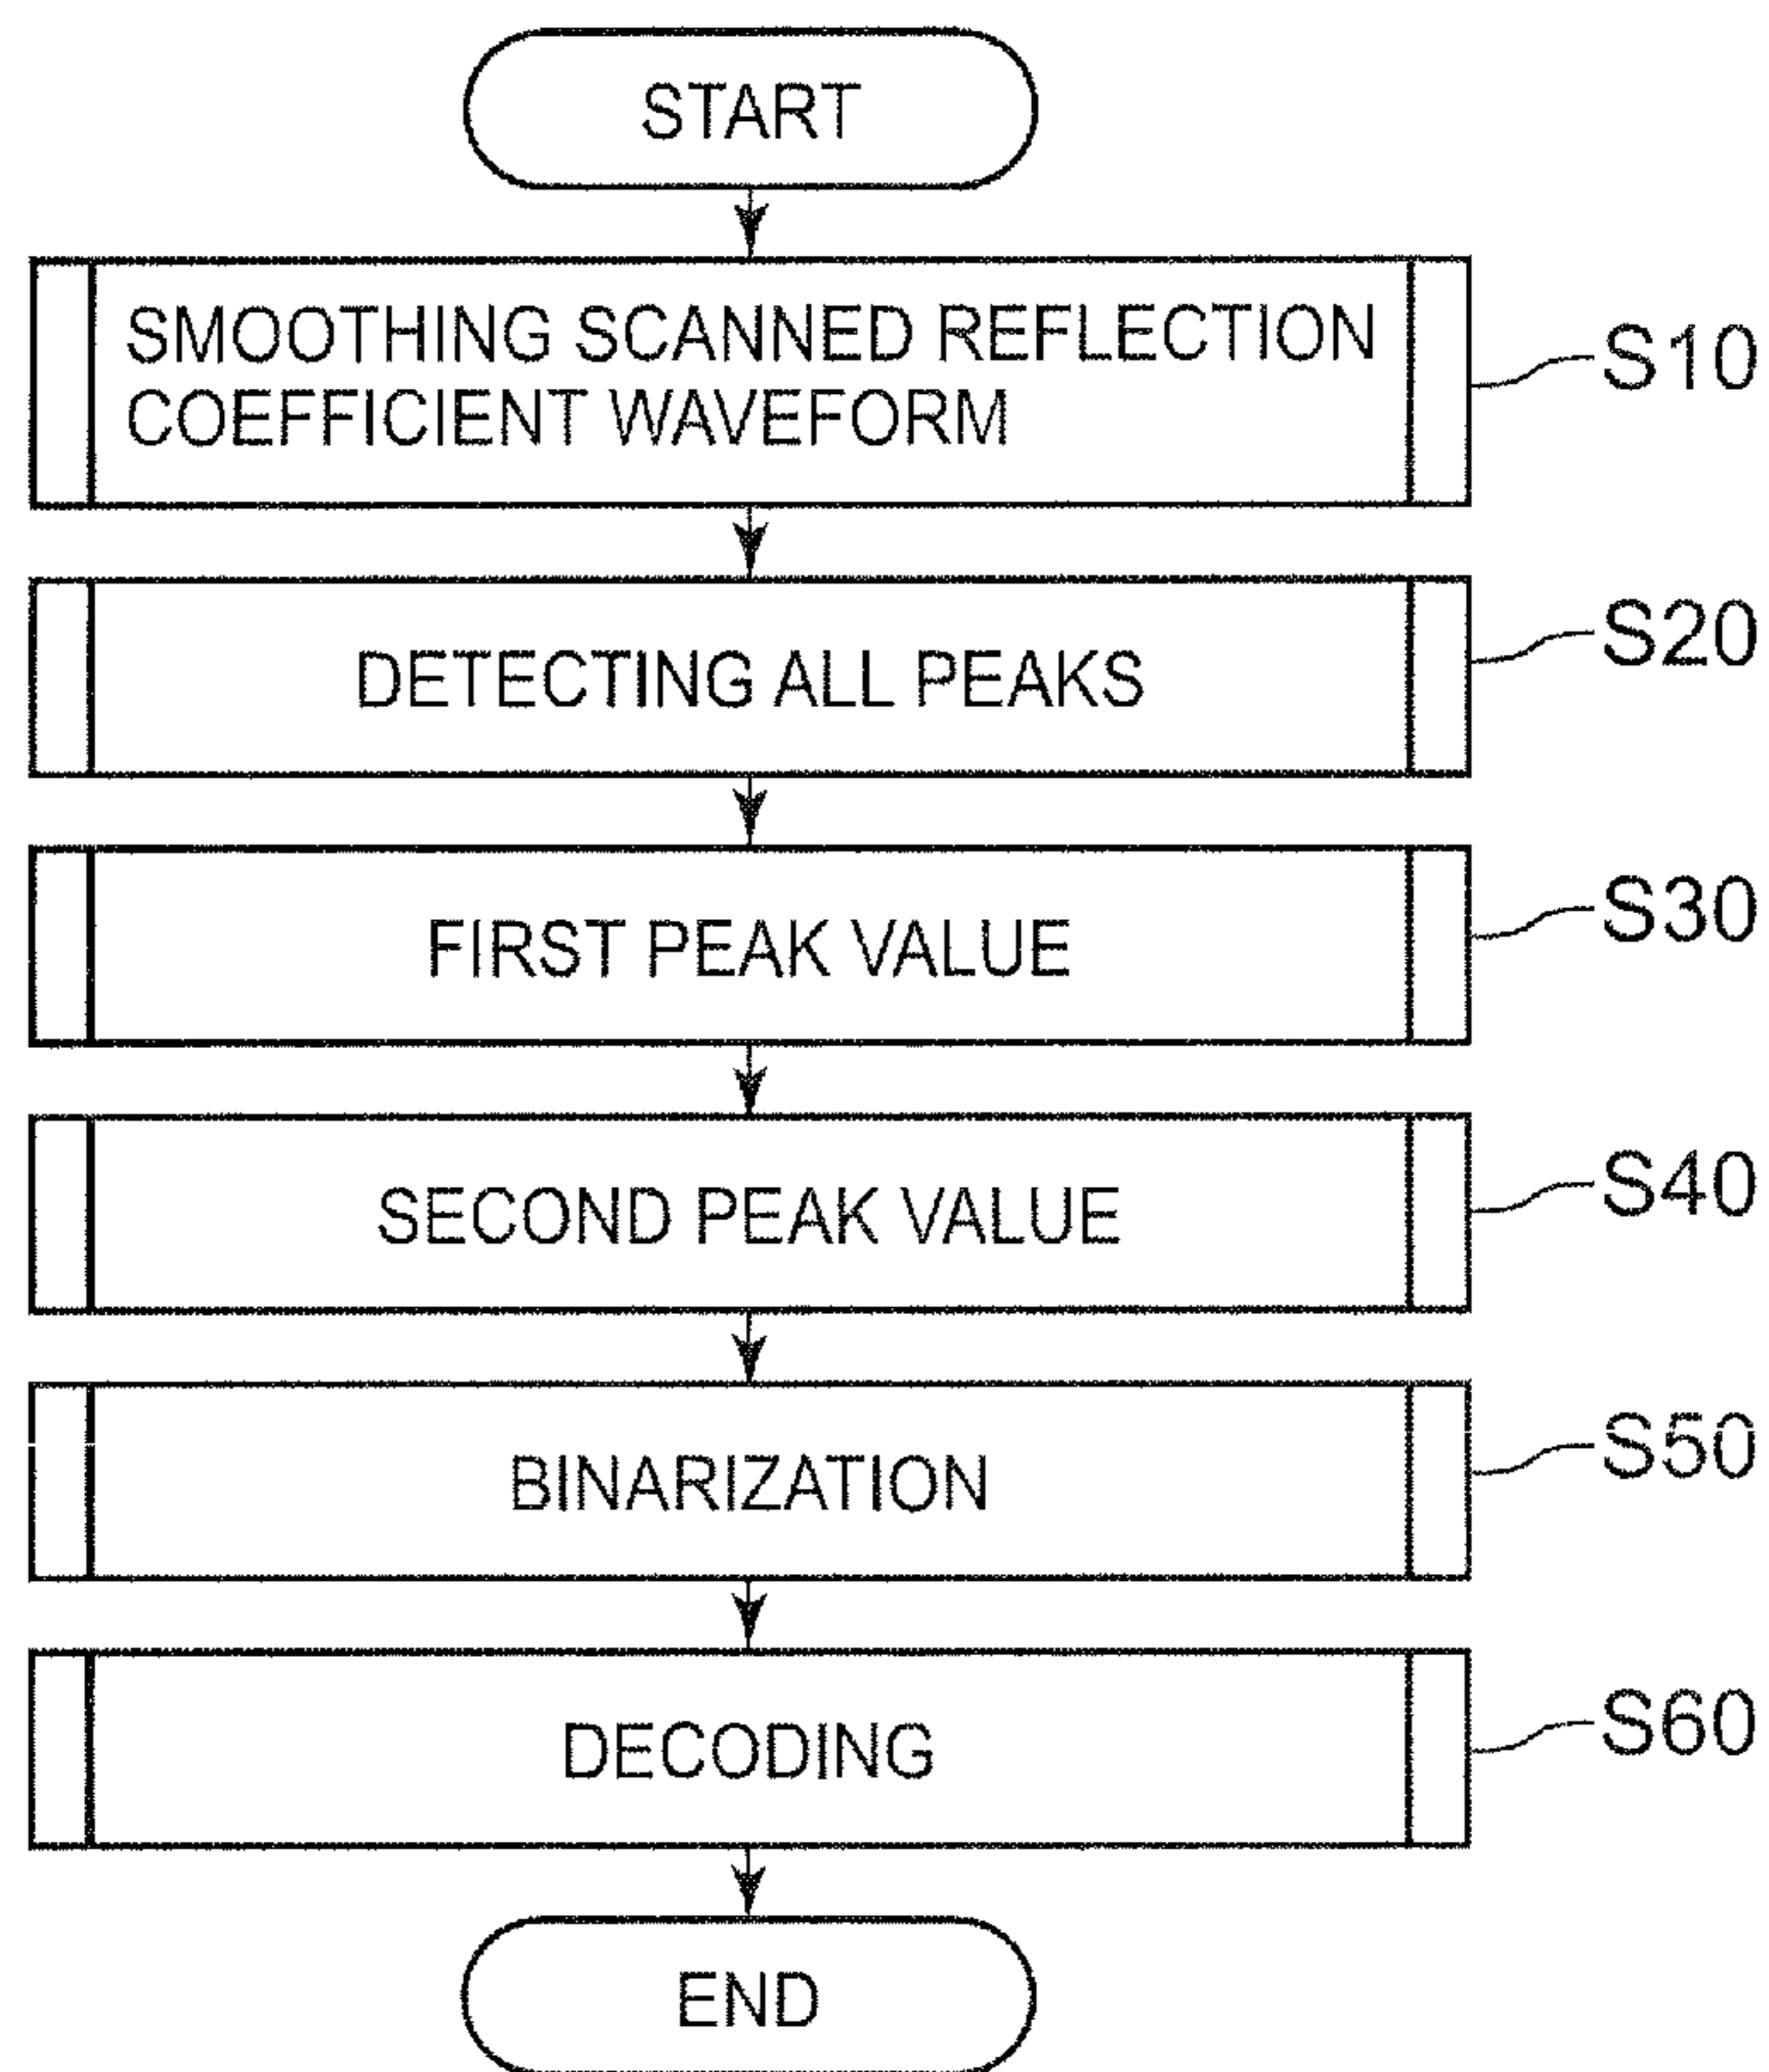 START
SMOOTHING SCANNED REFLECTION
COEFFICIENT WAVEFORM
S10
DETECTING ALL PEAKS
S20
FIRST PEAK VALUE
S30
SECOND PEAK VALUE
S40
BINARIZATION
S50
DECODING
S60
END